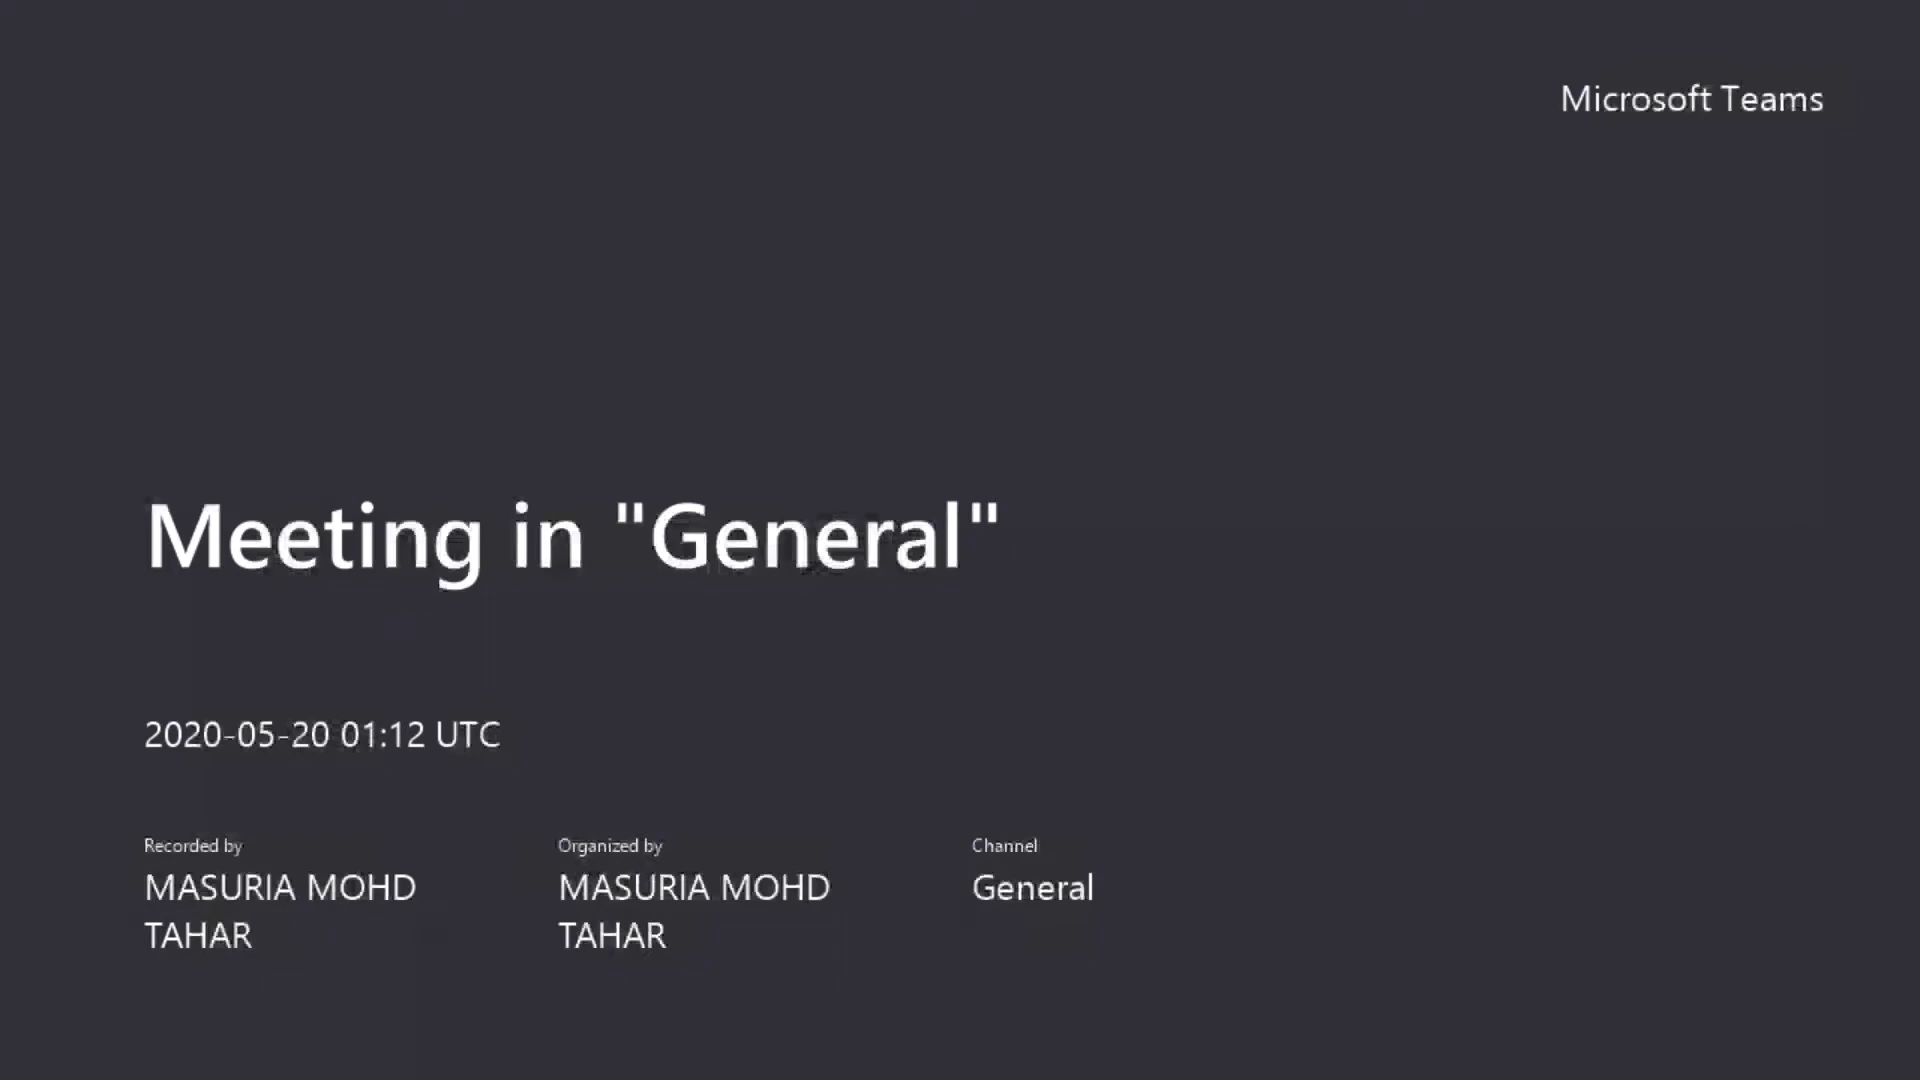 Microsoft Teams
Meeting in "General"
2020-05-20 01:12 UTC
Recorded by
MASURIA MOHD
TAHAR
Organized by
MASURIA MOHD
TAHAR
Channel
General